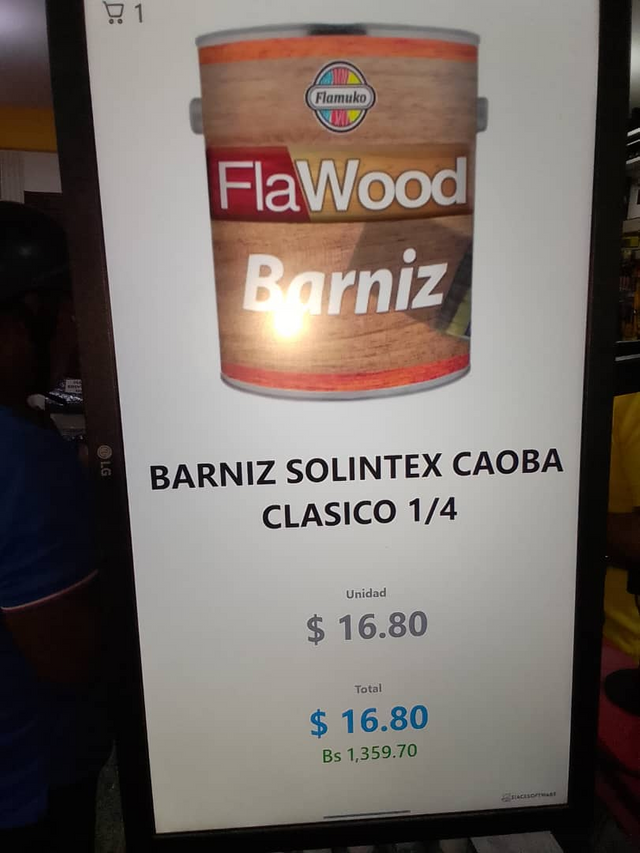 1
Flamuko
FlaWood
Barniz
LG
BARNIZ SOLINTEX CAOBA
CLASICO 1/4
Unidad
$ 16.80
Total
$ 16.80
Bs 1,359.70